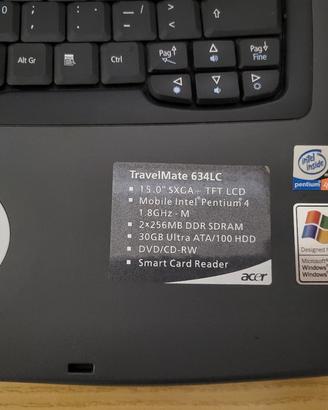 ; :
, .
_ -
> <
⇧
Alt Gr
Ctrl
Pag
Pag
Fine
TravelMate 634LC
▪ 15.0" SXGA+ TFT LCD
▪ Mobile Intel® Pentium® 4
1.8GHz - M
▪ 2x256MB DDR SDRAM
▪ 30GB Ultra ATA/100 HDD
▪ DVD/CD-RW
▪ Smart Card Reader
acer
intel
inside
pentium 4
Designed f
Microsoft
Windows
Windows